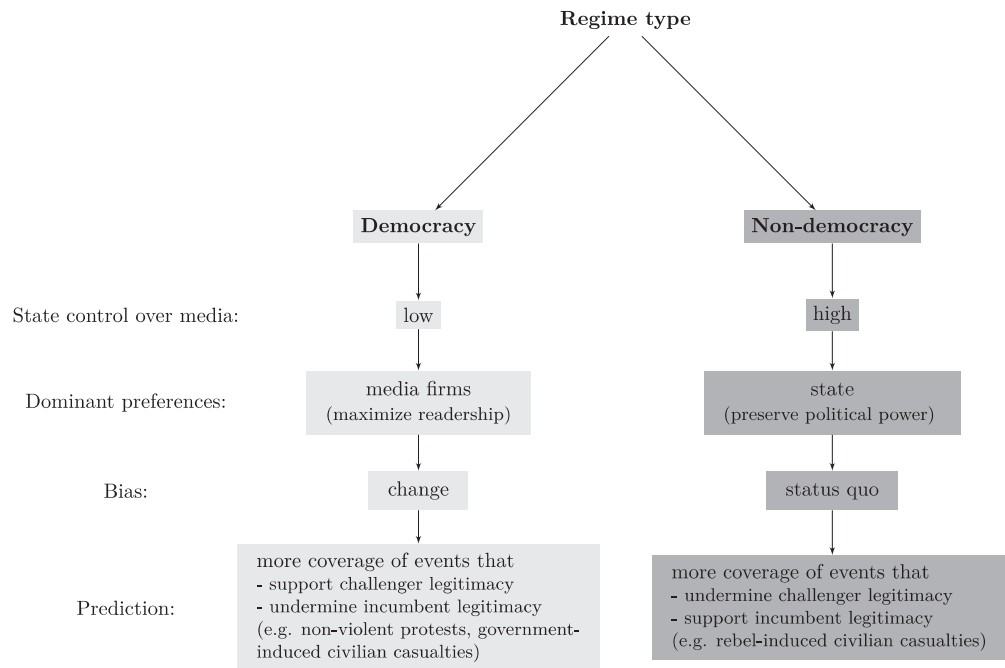 Regime type
Democracy
Non-democracy
State control over media:
low
high
Dominant preferences:
media firms
(maximize readership)
state
(preserve political power)
Bias:
change
status quo
Prediction:
more coverage of events that
- support challenger legitimacy
- undermine incumbent legitimacy
(e.g. non-violent protests, government-
induced civilian casualties)
more coverage of events that
- undermine challenger legitimacy
- support incumbent legitimacy
(e.g. rebel-induced civilian casualties)